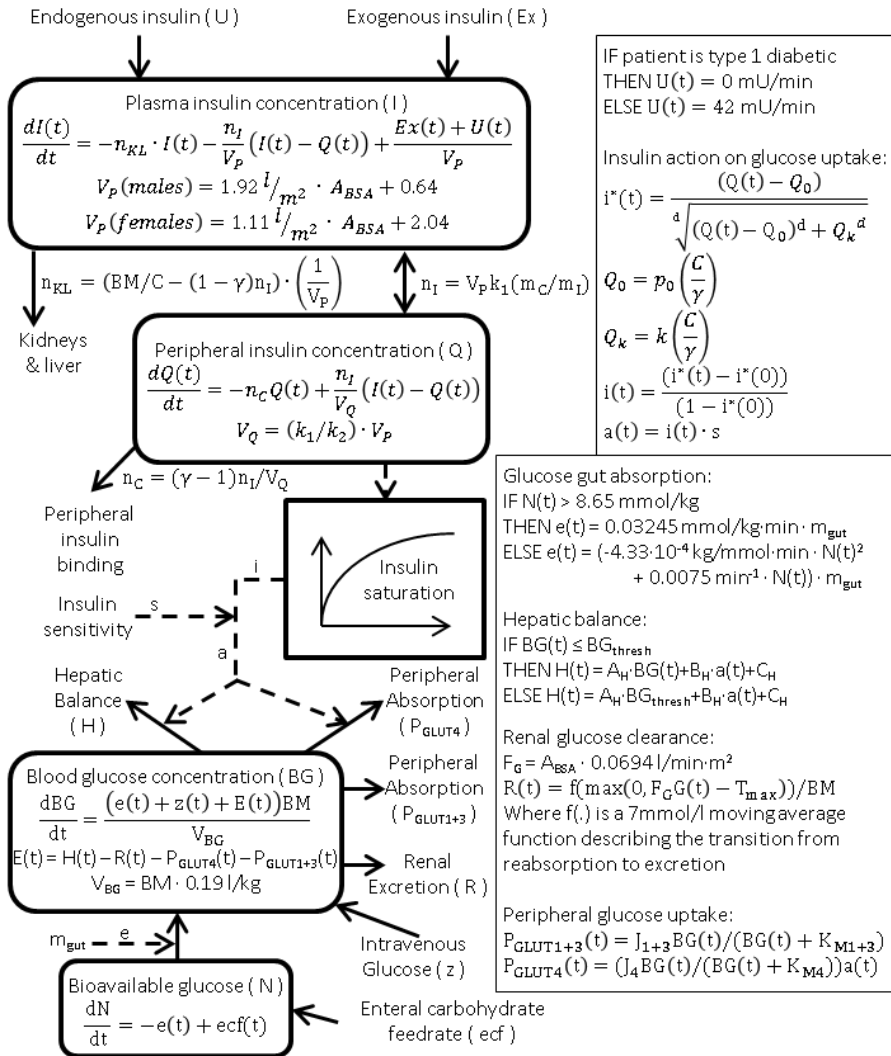 Endogenous insulin ( U )
Exogenous insulin ( Ex )
Plasma insulin concentration ( I )
dI(t)/dt = −n_KL · I(t) − n_I/V_P (I(t) − Q(t)) + (Ex(t) + U(t))/V_P
V_P(males) = 1.92 l/m² · A_BSA + 0.64
V_P(females) = 1.11 l/m² · A_BSA + 2.04
n_KL = (BM/C − (1 − γ)n_I) · (1/V_P)
n_I = V_P k_1(m_C/m_I)
Kidneys
& liver
Peripheral insulin concentration ( Q )
dQ(t)/dt = −n_C Q(t) + n_I/V_Q (I(t) − Q(t))
V_Q = (k_1/k_2) · V_P
n_C = (γ − 1)n_I/V_Q
Peripheral
insulin
binding
Insulin
saturation
i
Insulin
sensitivity
s
a
Hepatic
Balance
( H )
Peripheral
Absorption
( P_GLUT4 )
Blood glucose concentration ( BG )
dBG/dt = (e(t) + z(t) + E(t))BM/V_BG
E(t) = H(t) − R(t) − P_GLUT4(t) − P_GLUT1+3(t)
V_BG = BM · 0.19 l/kg
Peripheral
Absorption
( P_GLUT1+3 )
Renal
Excretion ( R )
m_gut
e
Intravenous
Glucose ( z )
Bioavailable glucose ( N )
dN/dt = −e(t) + ecf(t)
Enteral carbohydrate
feedrate ( ecf )
IF patient is type 1 diabetic
THEN U(t) = 0 mU/min
ELSE U(t) = 42 mU/min
Insulin action on glucose uptake:
i*(t) = (Q(t) − Q_0)/ᵈ√((Q(t) − Q_0)^d + Q_k^d)
Q_0 = p_0 (C/γ)
Q_k = k (C/γ)
i(t) = (i*(t) − i*(0))/(1 − i*(0))
a(t) = i(t) · s
Glucose gut absorption:
IF N(t) > 8.65 mmol/kg
THEN e(t) = 0.03245 mmol/kg·min · m_gut
ELSE e(t) = (-4.33·10⁻⁴ kg/mmol·min · N(t)²
+ 0.0075 min⁻¹ · N(t)) · m_gut
Hepatic balance:
IF BG(t) ≤ BG_thresh
THEN H(t) = A_H·BG(t)+B_H·a(t)+C_H
ELSE H(t) = A_H·BG_thresh+B_H·a(t)+C_H
Renal glucose clearance:
F_G = A_BSA · 0.0694 l/min·m²
R(t) = f(max(0, F_G G(t) − T_max))/BM
Where f(.) is a 7mmol/l moving average
function describing the transition from
reabsorption to excretion
Peripheral glucose uptake:
P_GLUT1+3(t) = J_1+3 BG(t)/(BG(t) + K_M1+3)
P_GLUT4(t) = (J_4 BG(t)/(BG(t) + K_M4))a(t)